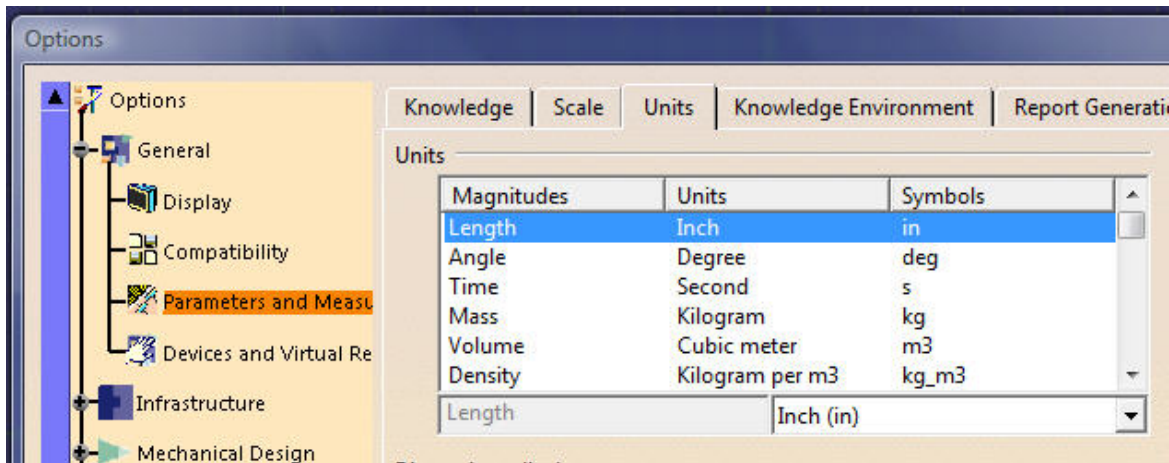 Options
Options
General
Display
Compatibility
Parameters and Measu
Devices and Virtual Re
Infrastructure
Mechanical Design
Knowledge Scale Units Knowledge Environment Report Generati
Units
Magnitudes Units Symbols
Length Inch in
Angle Degree deg
Time Second s
Mass Kilogram kg
Volume Cubic meter m3
Density Kilogram per m3 kg_m3
Length Inch (in)